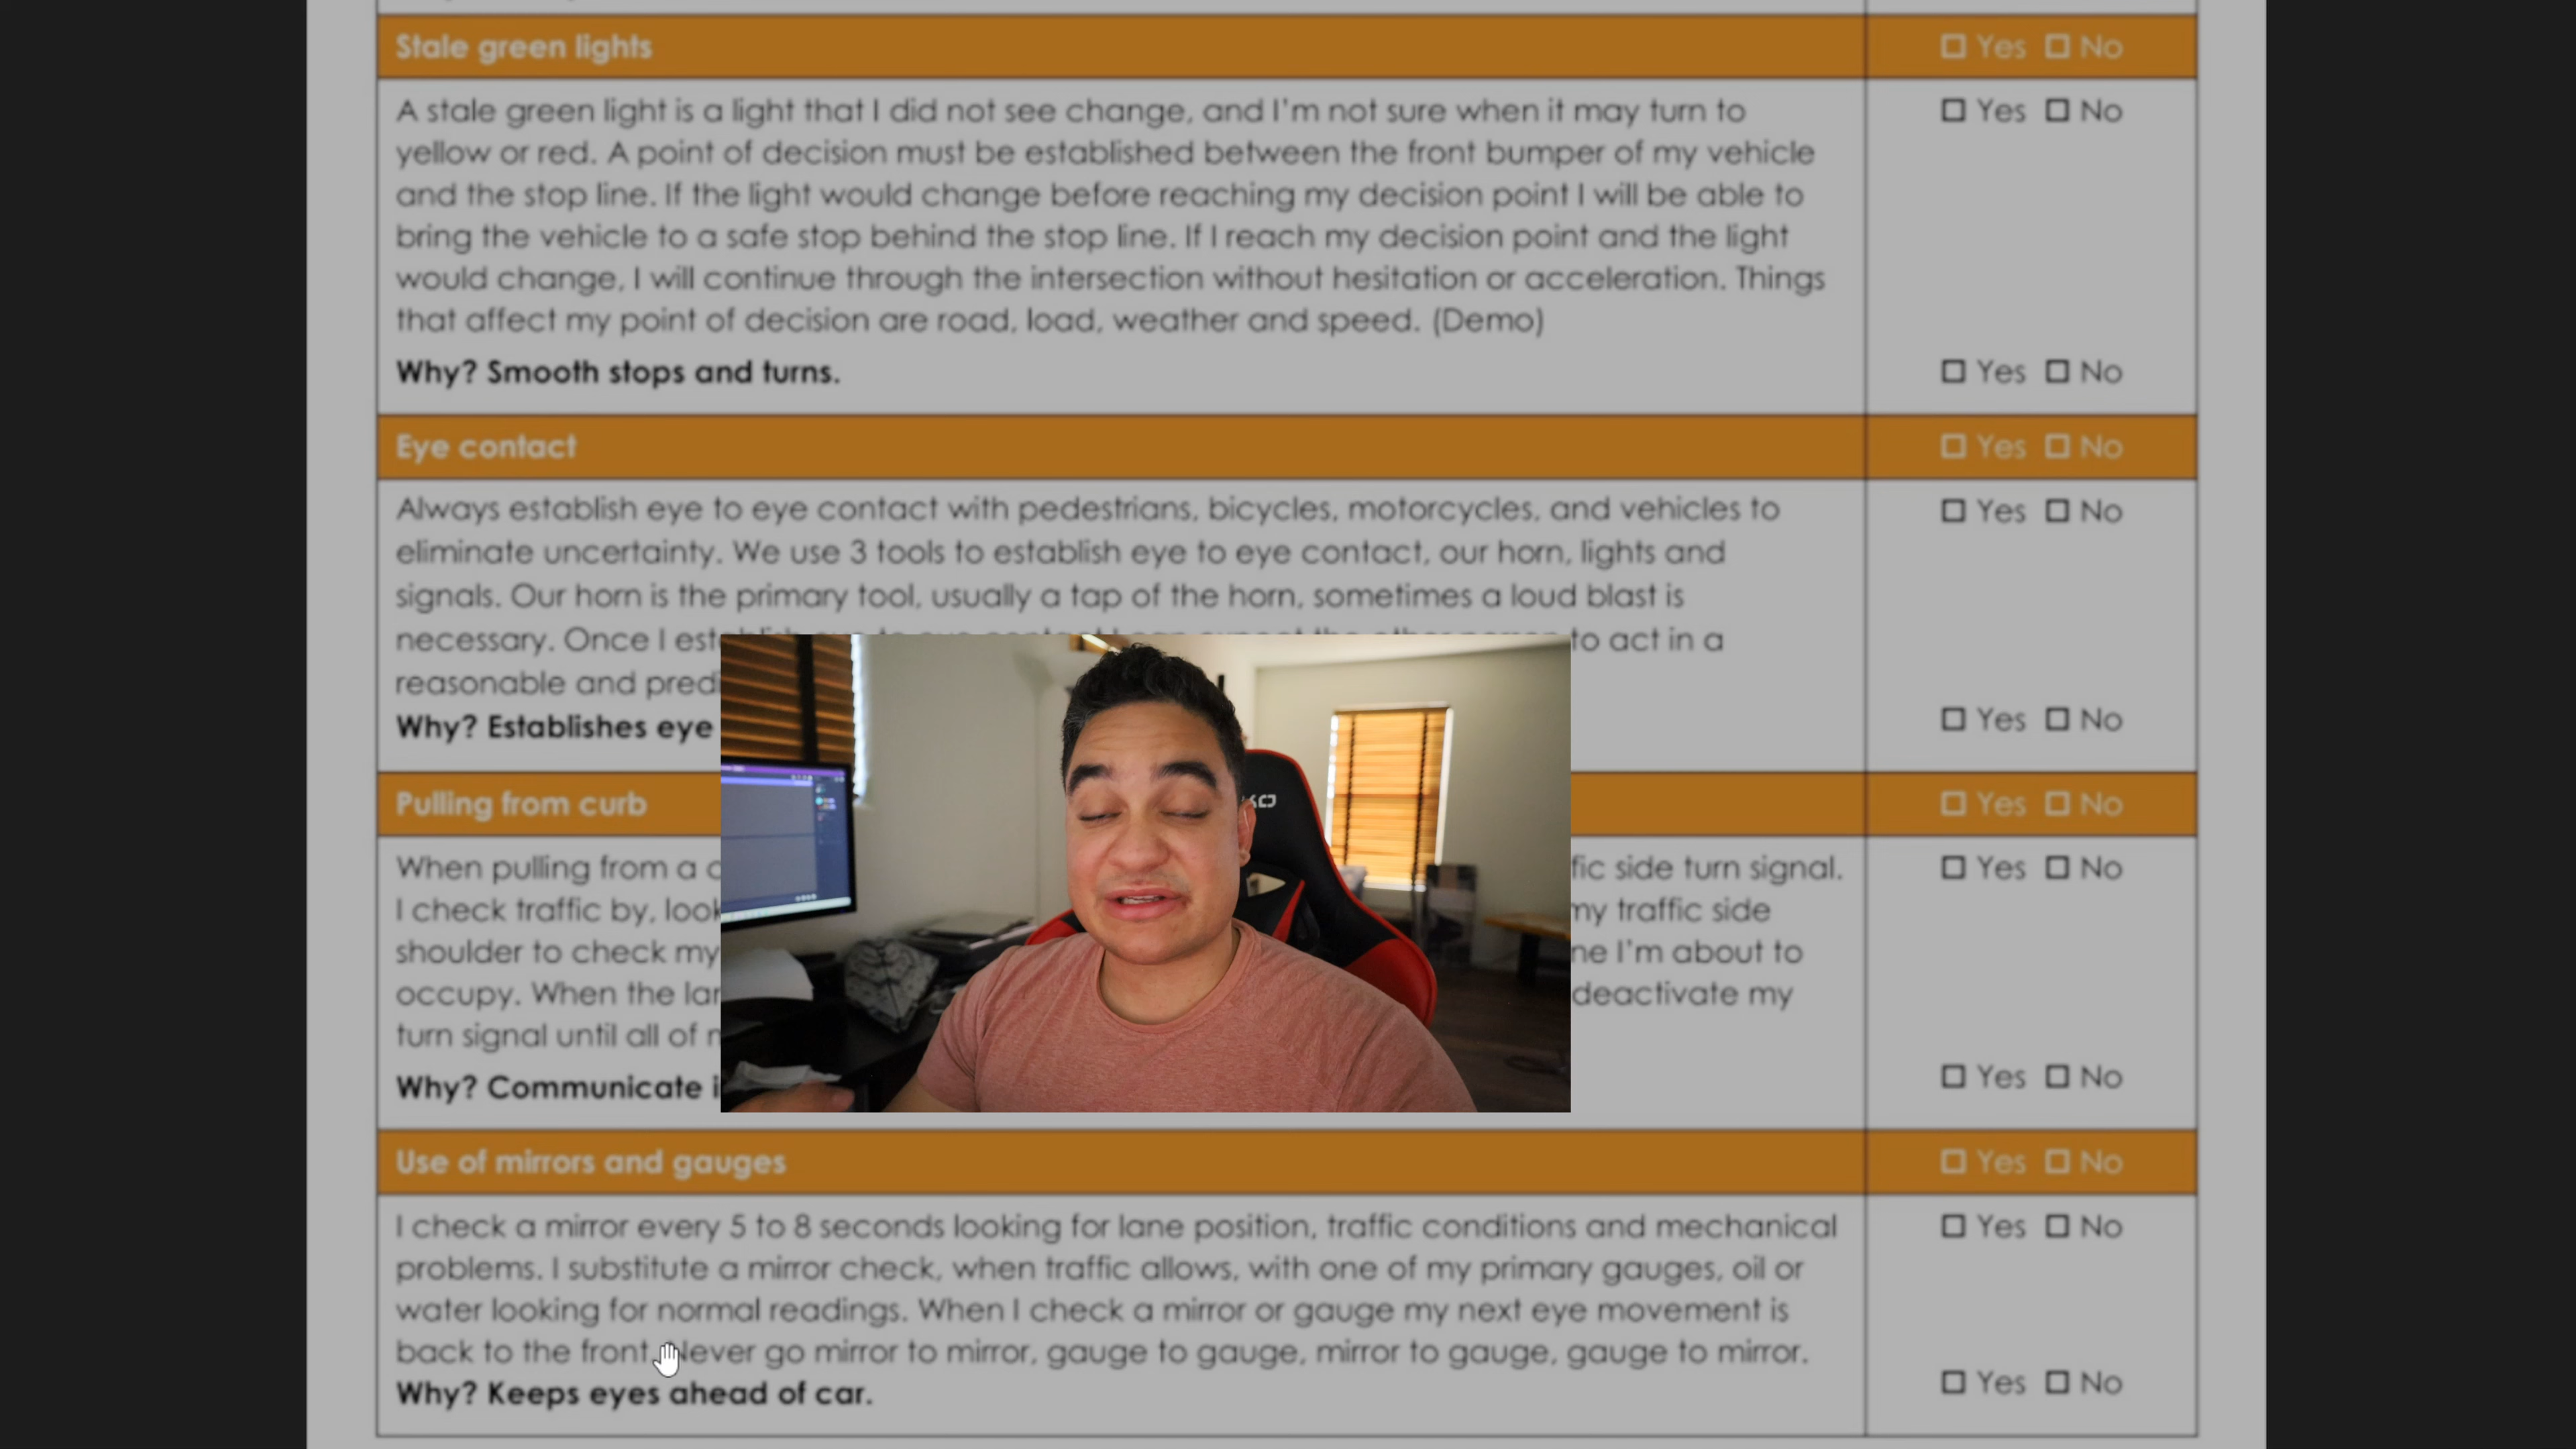 Stale green lights ☐ Yes ☐ No
A stale green light is a light that I did not see change, and I'm not sure when it may turn to ☐ Yes ☐ No
yellow or red. A point of decision must be established between the front bumper of my vehicle
and the stop line. If the light would change before reaching my decision point I will be able to
bring the vehicle to a safe stop behind the stop line. If I reach my decision point and the light
would change, I will continue through the intersection without hesitation or acceleration. Things
that affect my point of decision are road, load, weather and speed. (Demo)
Why? Smooth stops and turns. ☐ Yes ☐ No
Eye contact ☐ Yes ☐ No
Always establish eye to eye contact with pedestrians, bicycles, motorcycles, and vehicles to ☐ Yes ☐ No
eliminate uncertainty. We use 3 tools to establish eye to eye contact, our horn, lights and
signals. Our horn is the primary tool, usually a tap of the horn, sometimes a loud blast is
necessary. Once I to act in a
reasonable and
Why? Establishes eye ☐ Yes ☐ No
Pulling from curb ☐ Yes ☐ No
When pulling from a side turn signal. ☐ Yes ☐ No
I check traffic by, my traffic side
shoulder to check my I'm about to
occupy. When the deactivate my
turn signal until all of
Why? Communicate ☐ Yes ☐ No
Use of mirrors and gauges ☐ Yes ☐ No
I check a mirror every 5 to 8 seconds looking for lane position, traffic conditions and mechanical ☐ Yes ☐ No
problems. I substitute a mirror check, when traffic allows, with one of my primary gauges, oil or
water looking for normal readings. When I check a mirror or gauge my next eye movement is
back to the front. Never go mirror to mirror, gauge to gauge, mirror to gauge, gauge to mirror.
Why? Keeps eyes ahead of car. ☐ Yes ☐ No